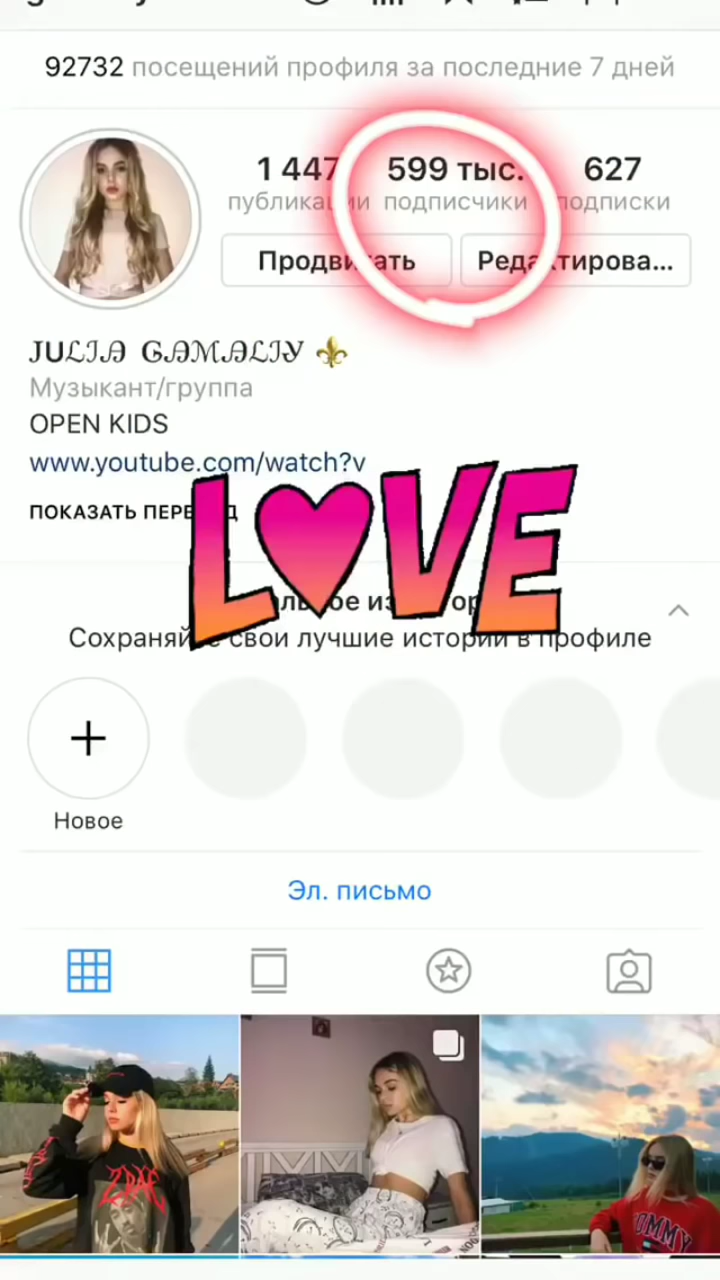 92732 посещений профиля за последние 7 дней
1 447 599 тыс. 627
публикации подписчики подписки
Продвигать Редактирова...
JULIA GAMALIY ⚜️
Музыкант/группа
OPEN KIDS
www.youtube.com/watch?v
ПОКАЗАТЬ ПЕРЕВОД
LOVE
Сохраняйте свои лучшие истории в профиле
Новое
Эл. письмо